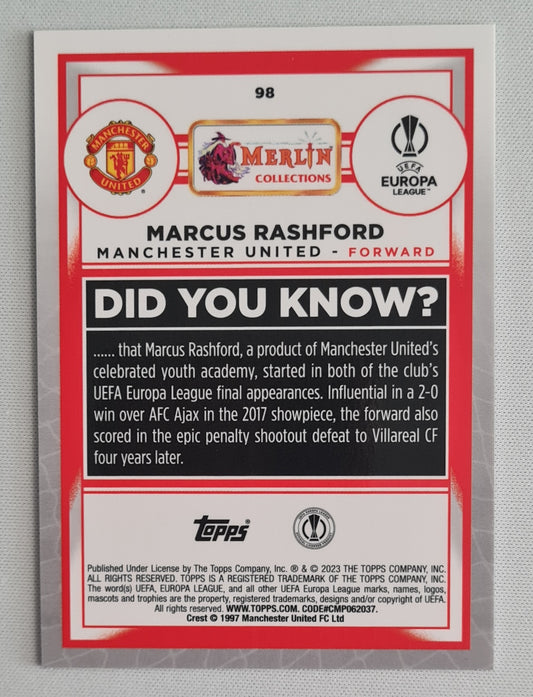 98
MANCHESTER
UNITED
MERLIN
COLLECTIONS
UEFA
EUROPA
LEAGUE™
MARCUS RASHFORD
MANCHESTER UNITED - FORWARD
DID YOU KNOW?
...... that Marcus Rashford, a product of Manchester United's
celebrated youth academy, started in both of the club's
UEFA Europa League final appearances. Influential in a 2-0
win over AFC Ajax in the 2017 showpiece, the forward also
scored in the epic penalty shootout defeat to Villareal CF
four years later.
topps®
Published Under License by The Topps Company, Inc. ® & © 2023 THE TOPPS COMPANY, INC.
ALL RIGHTS RESERVED. TOPPS IS A REGISTERED TRADEMARK OF THE TOPPS COMPANY, INC.
The word(s) UEFA, EUROPA LEAGUE, and all other UEFA Europa League marks, names, logos,
mascots and trophies are the property, registered trademarks, designs and/or copyright of UEFA.
All rights reserved. WWW.TOPPS.COM. CODE#CMP062037.
Crest © 1997 Manchester United FC Ltd